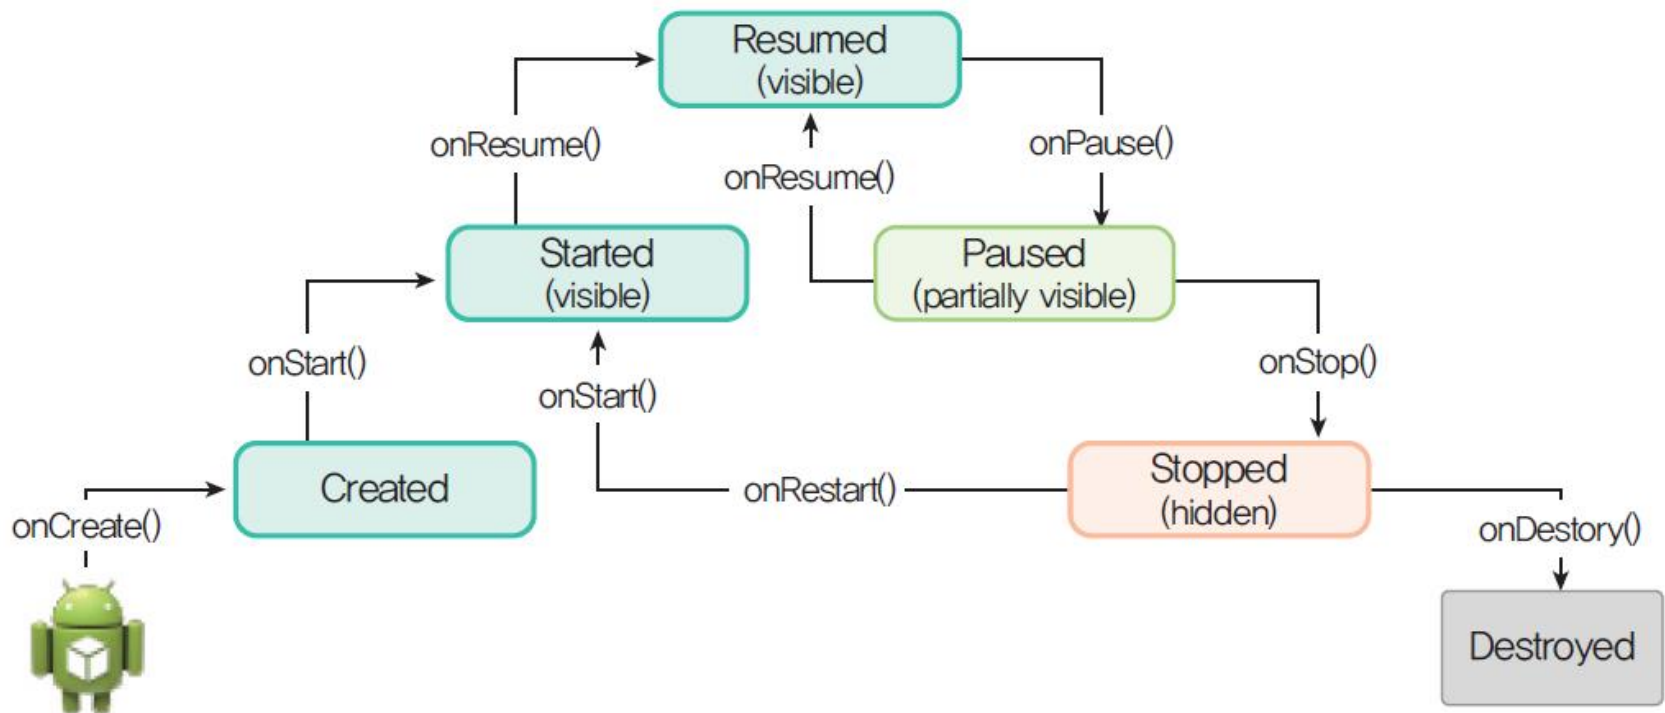 Resumed
(visible)
onResume()
onPause()
onResume()
Started
(visible)
Paused
(partially visible)
onStart()
onStop()
onStart()
Created
onRestart()
Stopped
(hidden)
onCreate()
onDestory()
Destroyed